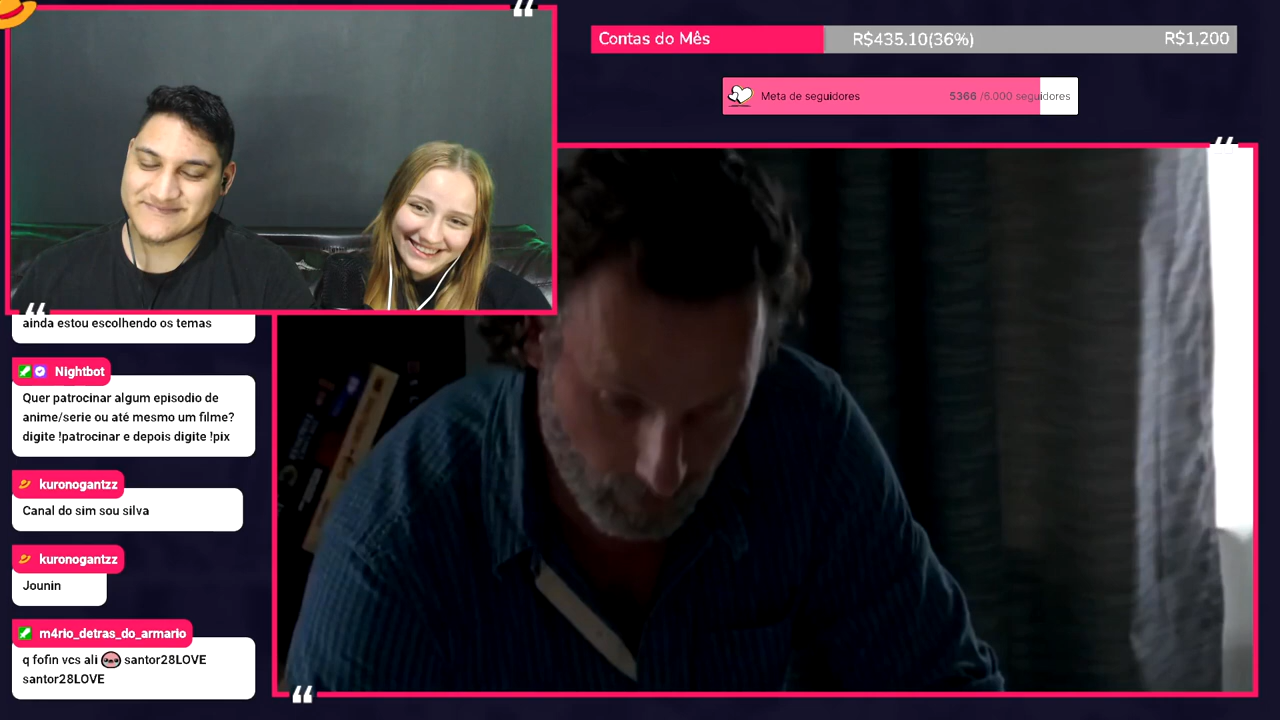 Contas do Mês R$435.10(36%) R$1,200
Meta de seguidores 5366 /6.000 seguidores
ainda estou escolhendo os temas
Nightbot
Quer patrocinar algum episodio de
anime/serie ou até mesmo um filme?
digite !patrocinar e depois digite !pix
kuronogantzz
Canal do sim sou silva
kuronogantzz
Jounin
m4rio_detras_do_armario
q fofin vcs ali santor28LOVE
santor28LOVE